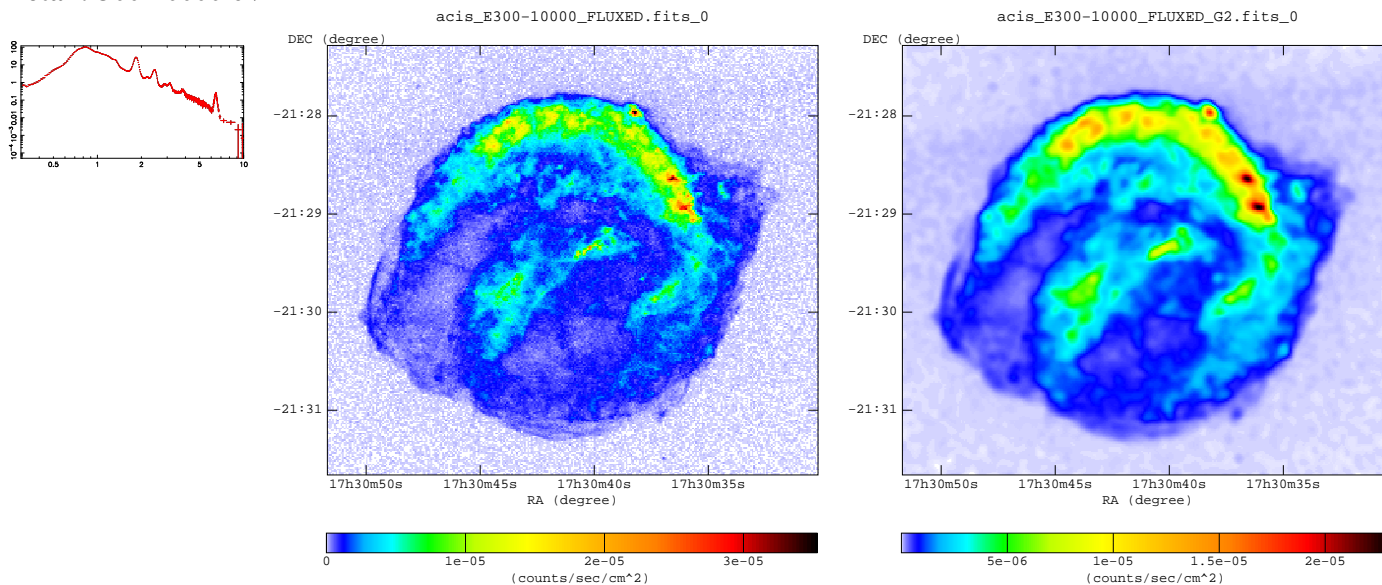 acis_E300-10000_FLUXED.fits_0
acis_E300-10000_FLUXED_G2.fits_0
DEC (degree)
DEC (degree)
100
10
1
0.1
0.01
10^-3
10^-4
0.5
1
2
5
10
-21:28
-21:29
-21:30
-21:31
-21:28
-21:29
-21:30
-21:31
17h30m50s
17h30m45s
17h30m40s
17h30m35s
RA (degree)
17h30m50s
17h30m45s
17h30m40s
17h30m35s
RA (degree)
0
1e-05
2e-05
3e-05
(counts/sec/cm^2)
5e-06
1e-05
1.5e-05
2e-05
(counts/sec/cm^2)